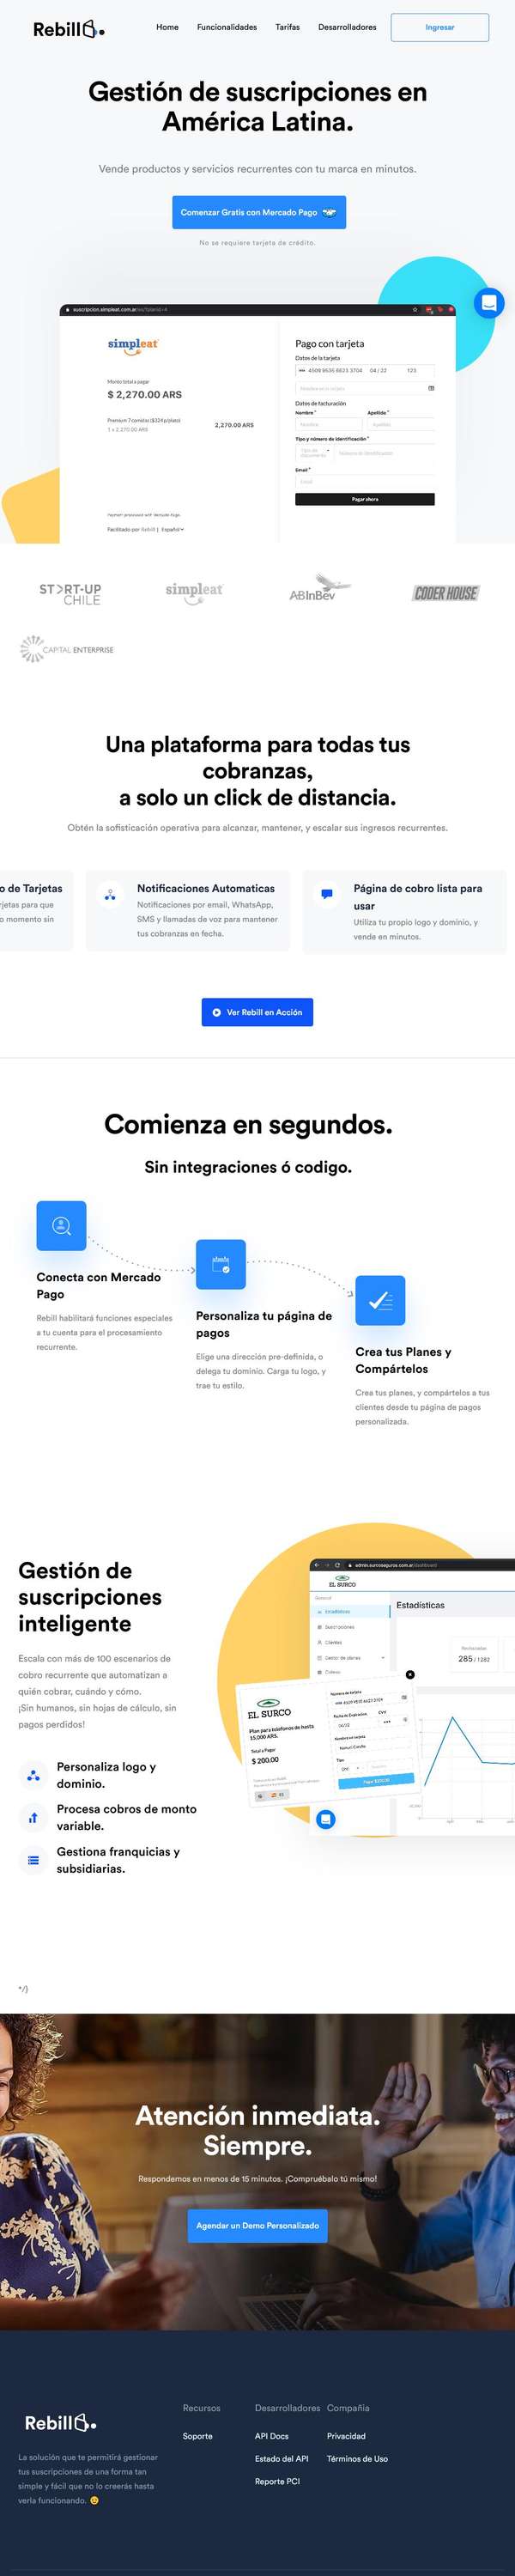 Rebill
Home
Funcionalidades
Tarifas
Desarrolladores
Ingresar
Gestión de suscripciones en
América Latina.
Vende productos y servicios recurrentes con tu marca en minutos.
Comenzar Gratis con Mercado Pago
No se requiere tarjeta de crédito.
simpleat
Monto total a pagar
$ 2,270.00 ARS
2,270.00 ARS
1 x 2.270.00 ARS
Facilitado por Rebill | Español
Pago con tarjeta
Datos de la tarjeta
4509 9535 6623 3704
04 / 22
123
Nombre en la tarjeta
Datos de facturación
Nombre *
Apellido *
Nombre
Apellido
Tipo y número de identificación *
Tipo de
documento
Número de identificación
Email *
Email
Pagar ahora
START-UP
CHILE
simpleat
ABInBev
CODER HOUSE
CAPITAL ENTERPRISE
Una plataforma para todas tus
cobranzas,
a solo un click de distancia.
Obtén la sofisticación operativa para alcanzar, mantener, y escalar sus ingresos recurrentes.
o de Tarjetas
rjetas para que
o momento sin
Notificaciones Automaticas
Notificaciones por email, WhatsApp,
SMS y llamadas de voz para mantener
tus cobranzas en fecha.
Página de cobro lista para
usar
Utiliza tu propio logo y dominio, y
vende en minutos.
Ver Rebill en Acción
Comienza en segundos.
Sin integraciones ó codigo.
Conecta con Mercado
Pago
Rebill habilitará funciones especiales
a tu cuenta para el procesamiento
recurrente.
Personaliza tu página de
pagos
Elige una dirección pre-definida, o
delega tu dominio. Carga tu logo, y
trae tu estilo.
Crea tus Planes y
Compártelos
Crea tus planes, y compártelos a tus
clientes desde tu página de pagos
personalizada.
Gestión de
suscripciones
inteligente
Escala con más de 100 escenarios de
cobro recurrente que automatizan a
quién cobrar, cuándo y cómo.
¡Sin humanos, sin hojas de cálculo, sin
pagos perdidos!
Personaliza logo y
dominio.
Procesa cobros de monto
variable.
Gestiona franquicias y
subsidiarias.
admin.surcoseguros.com.ar/dashboard
EL SURCO
General
Estadísticas
Suscripciones
Clientes
Gestor de planes
Cobros
Estadísticas
285 / 1282
EL SURCO
Plan para telefonos de hasta
15,000 ARS.
Total a Pagar
$ 200.00
Nombre de tarjeta
Fecha de Expiracion
CVV
04/22
Nombre
Tipo
DNI
Pagar $200.00
*/}
Atención inmediata.
Siempre.
Respondemos en menos de 15 minutos. ¡Compruébalo tú mismo!
Agendar un Demo Personalizado
Rebill
La solución que te permitirá gestionar
tus suscripciones de una forma tan
simple y fácil que no lo creerás hasta
verla funcionando. 😉
Recursos
Soporte
Desarrolladores
API Docs
Estado del API
Reporte PCI
Compañia
Privacidad
Términos de Uso